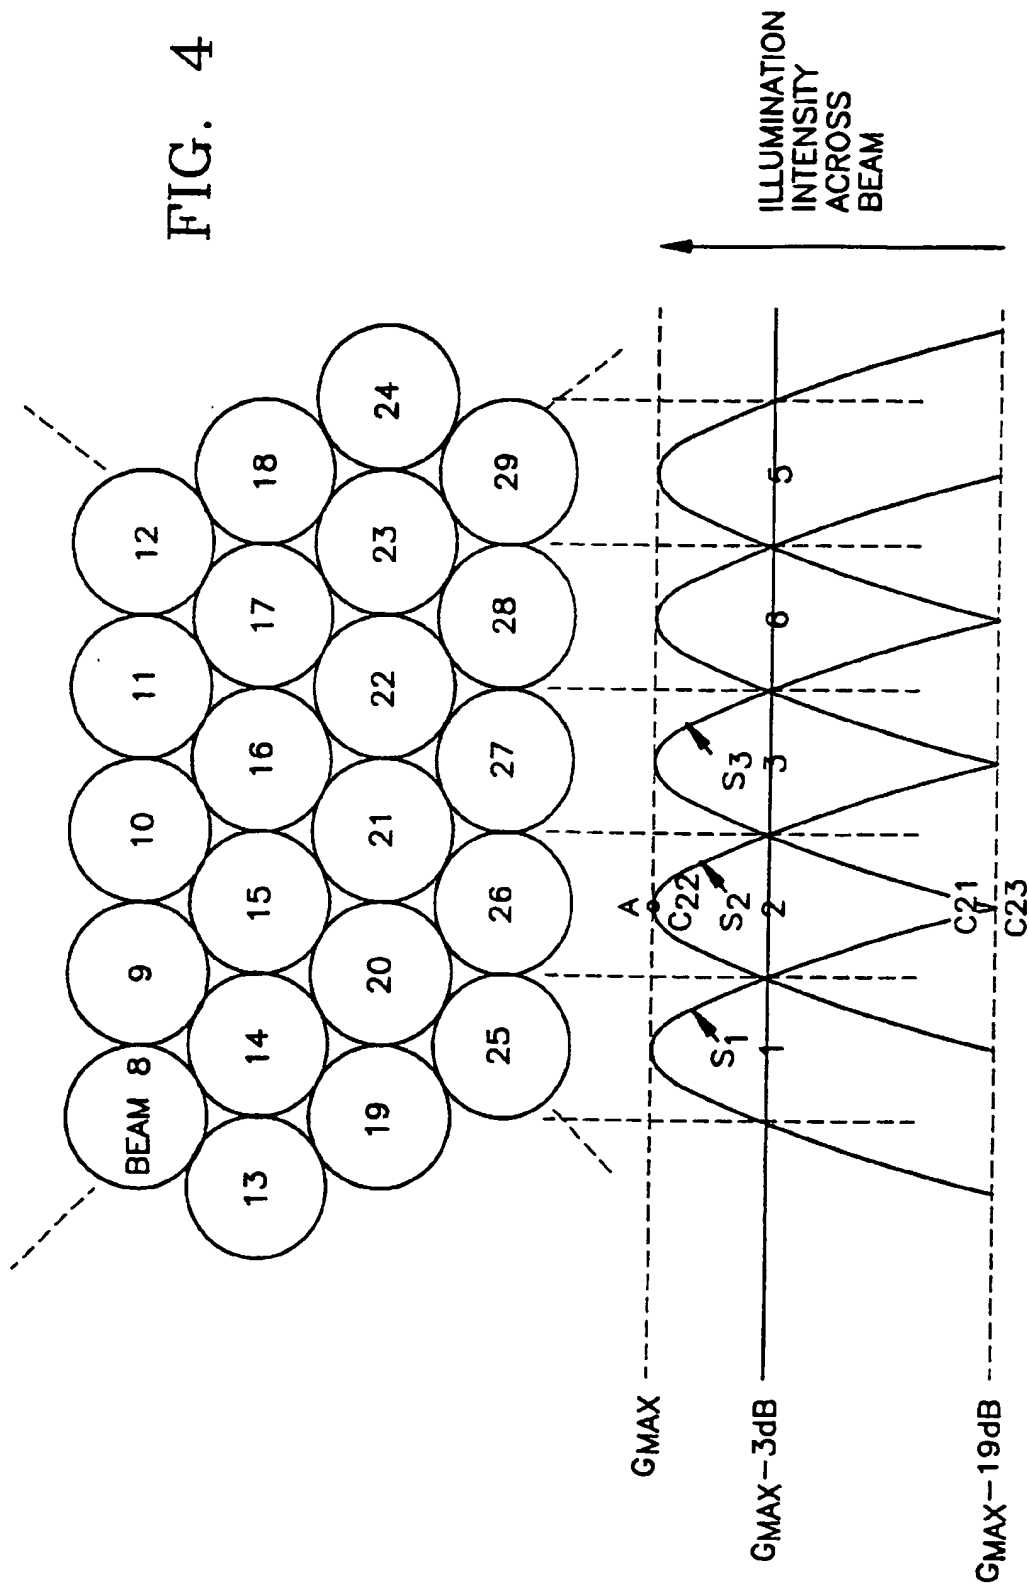 FIG. 4
BEAM 8 9 10 11 12
13 14 15 16 17 18
19 20 21 22 23 24
25 26 27 28 29
GMAX
A
C22
S1 S2 S3
GMAX-3dB
1 2 3 6 5
C21
GMAX-19dB
C23
ILLUMINATION
INTENSITY
ACROSS
BEAM